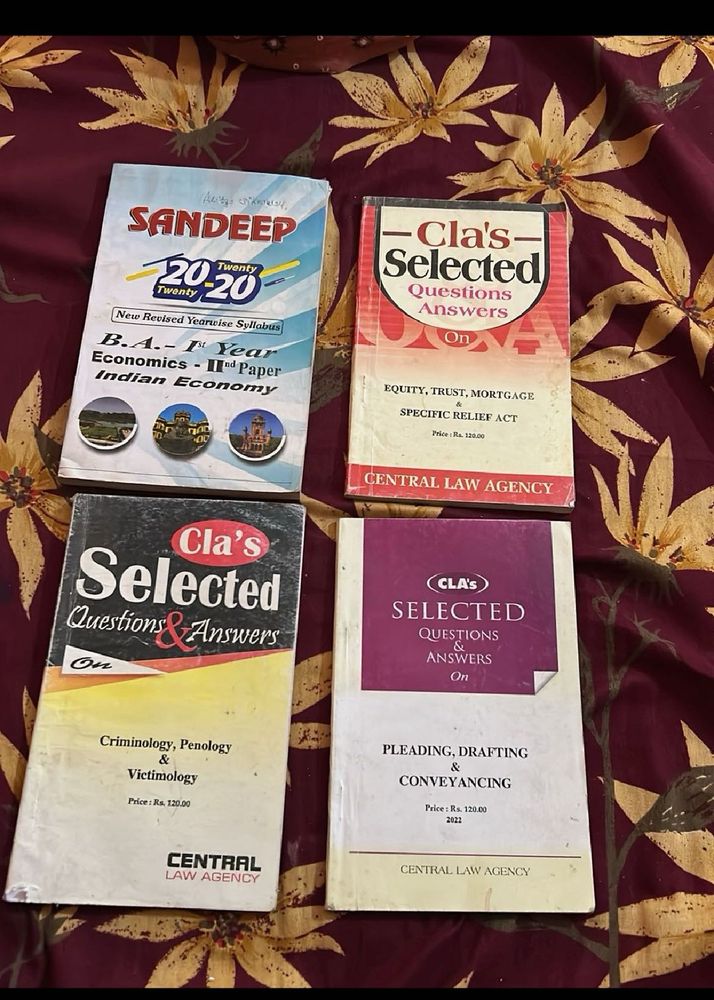 SANDEEP
20 Twenty
Twenty - 20
New Revised Yearwise Syllabus
B.A. - Ist Year
Economics - IInd Paper
Indian Economy
Cla's
Selected
Questions
Answers
On
EQUITY, TRUST, MORTGAGE
&
SPECIFIC RELIEF ACT
Price : Rs. 120.00
CENTRAL LAW AGENCY
Cla's
Selected
Questions & Answers
On
Criminology, Penology
&
Victimology
Price : Rs. 120.00
CENTRAL
LAW AGENCY
CLA's
SELECTED
QUESTIONS
&
ANSWERS
On
PLEADING, DRAFTING
&
CONVEYANCING
Price : Rs. 120.00
2022
CENTRAL LAW AGENCY